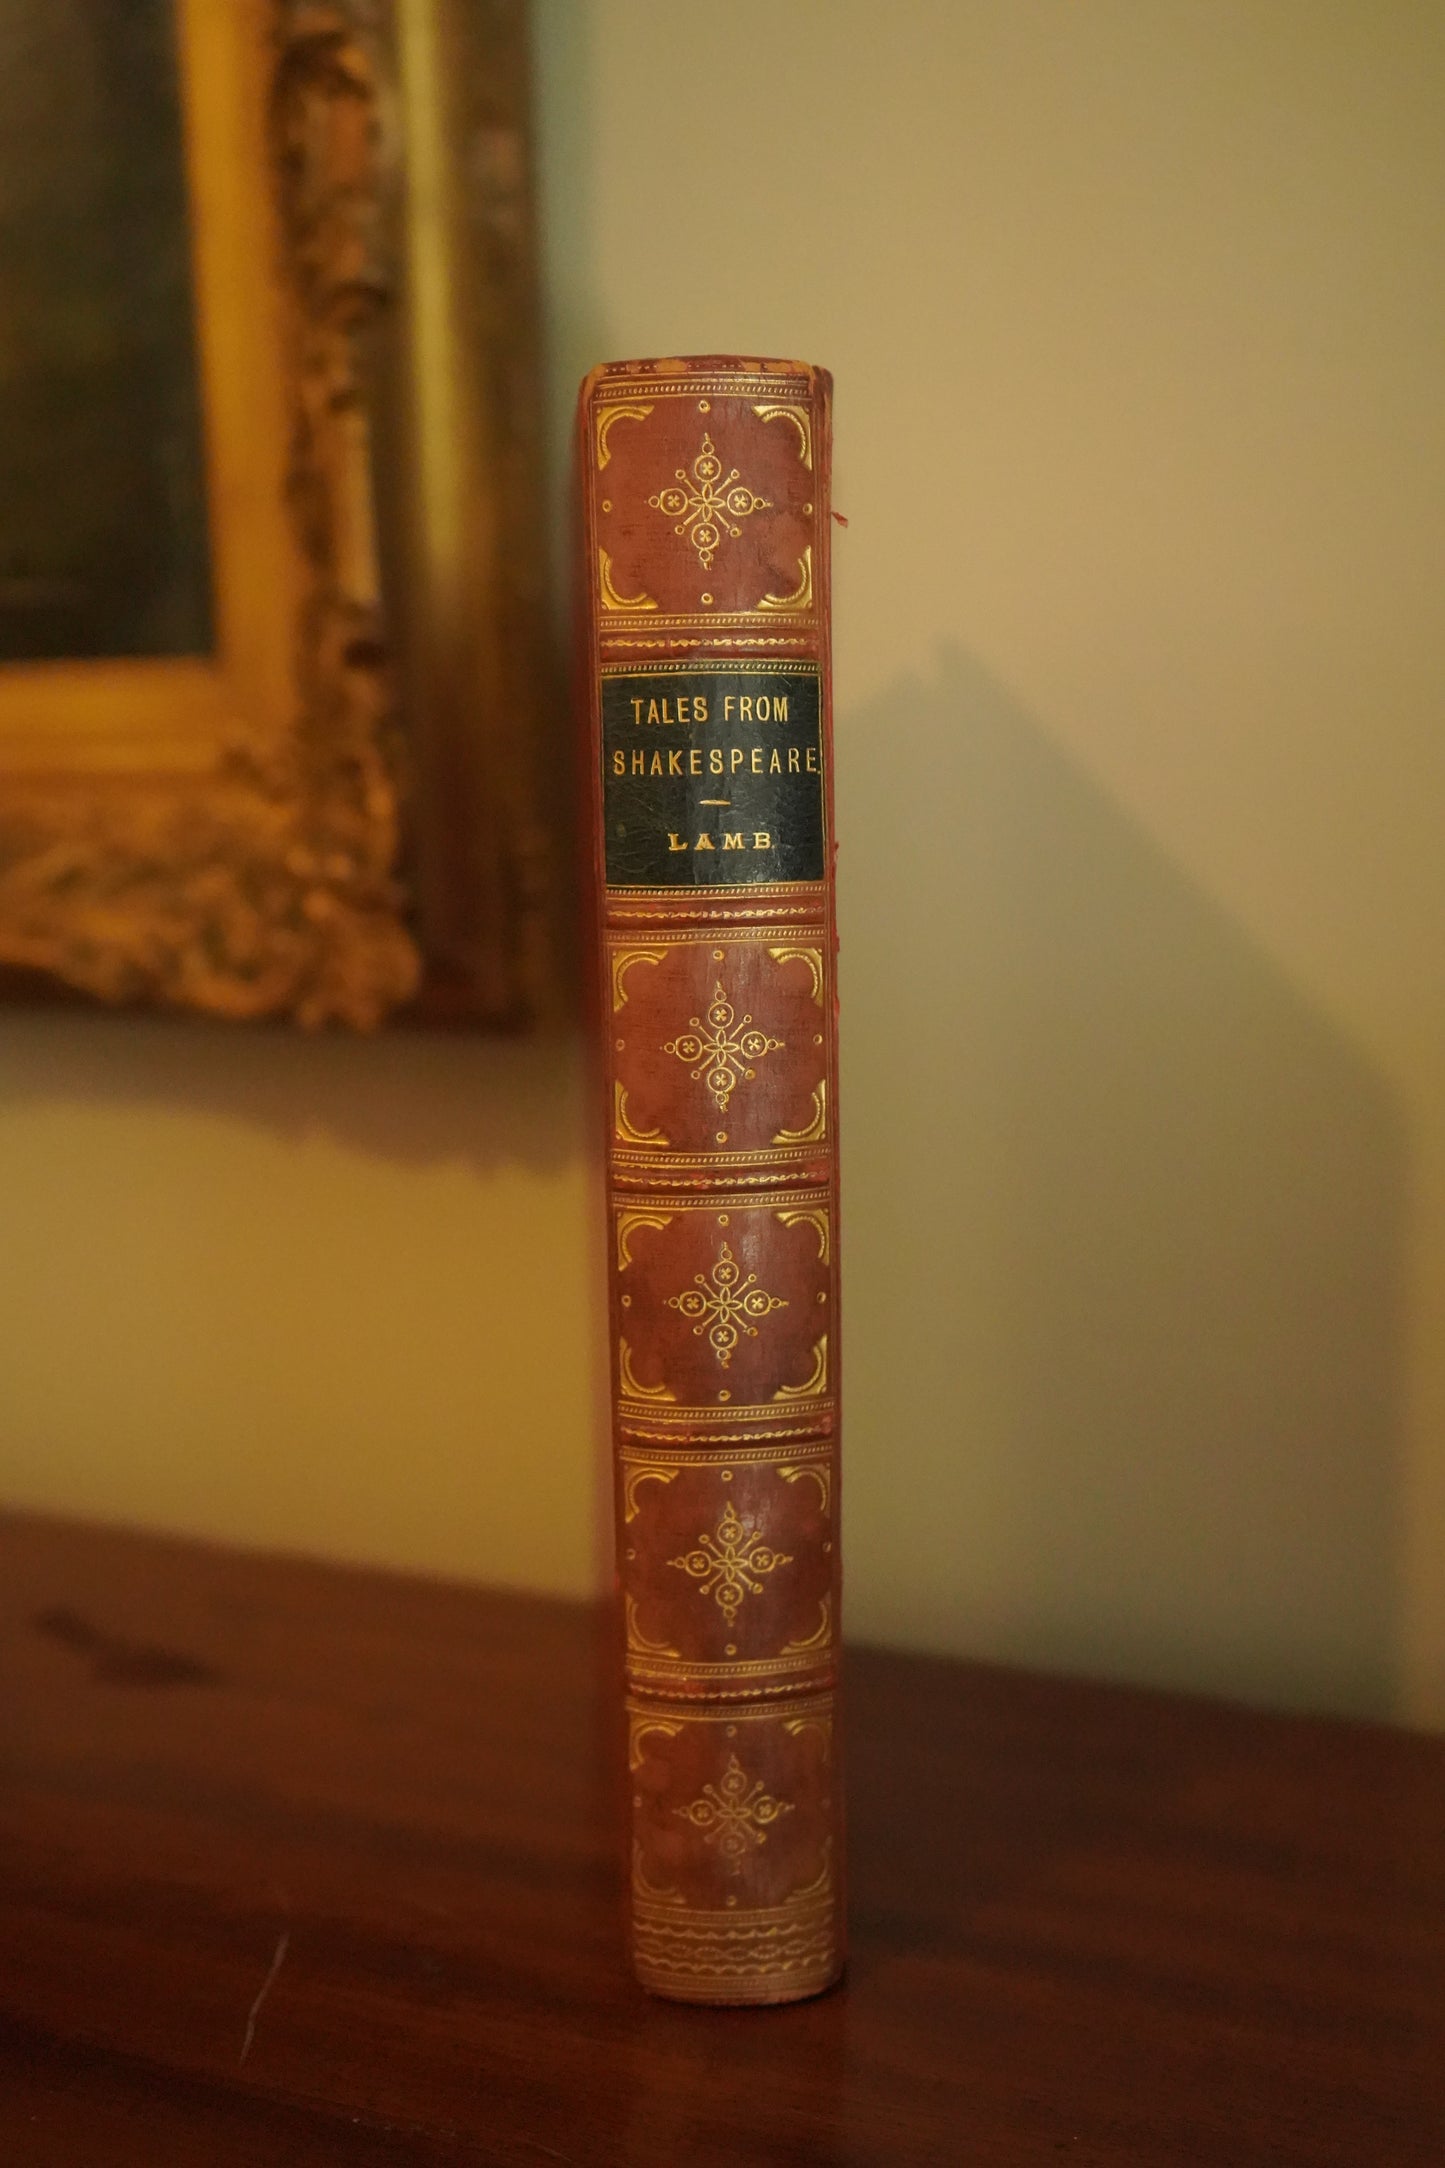 TALES FROM
SHAKESPEARE.
LAMB.